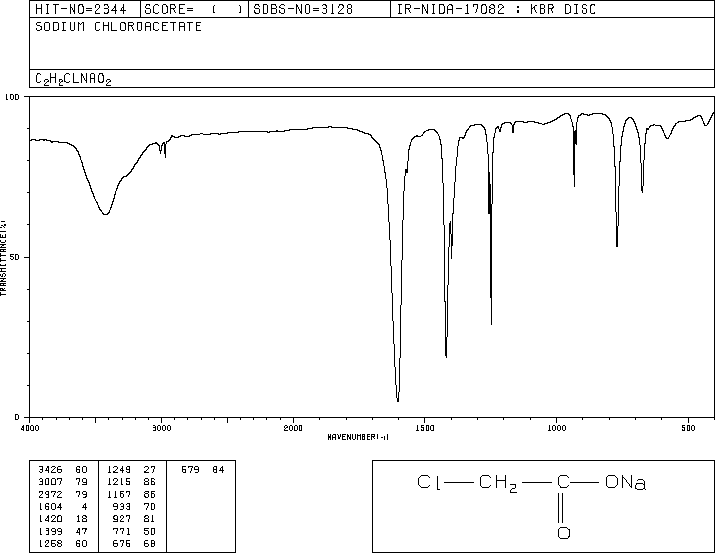 HIT-NO=2344 SCORE= ( ) SDBS-NO=3128 IR-NIDA-17082 : KBR DISC
SODIUM CHLOROACETATE
C2H2CLNAO2
100
50
0
TRANSMITTANCE(%)
4000 3000 2000 1500 1000 500
WAVENUMBER(-1)
3426 60 1249 27 579 84
3007 79 1215 86
2972 79 1167 86
1604 4 933 70
1420 18 927 81
1399 47 771 50
1258 60 676 68
Cl CH2 C ONa
O